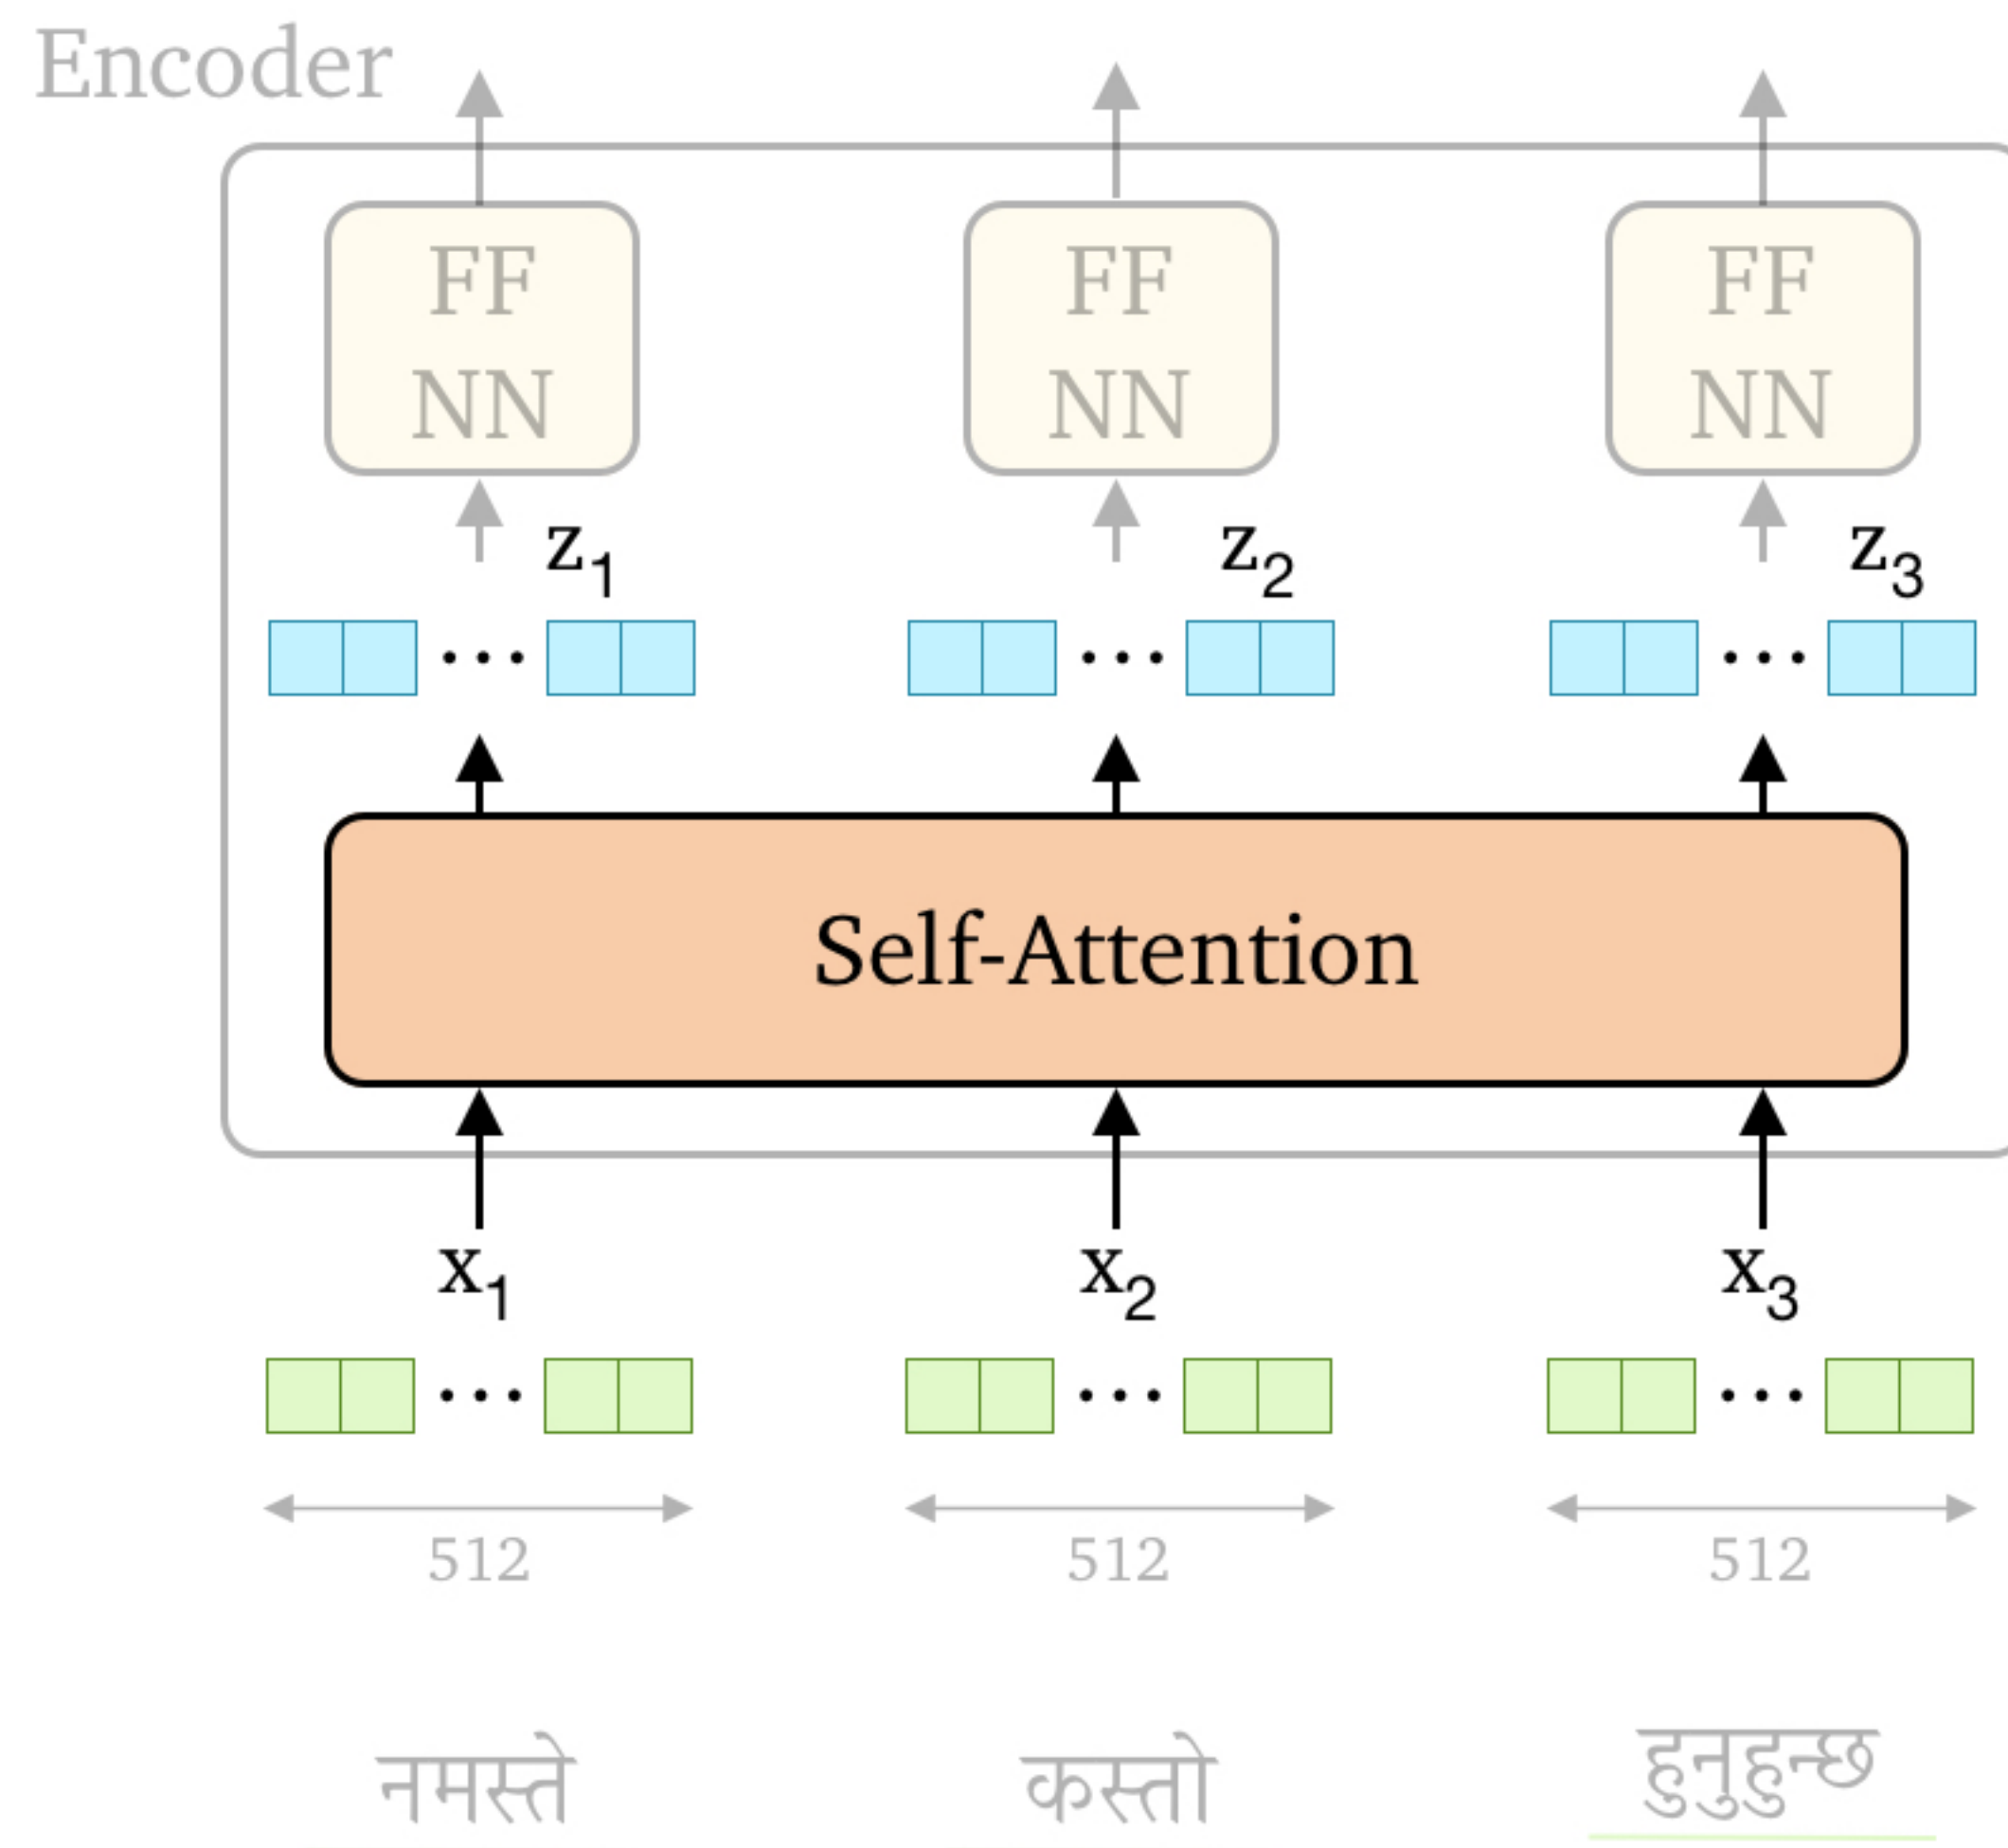 Encoder
FF FF FF
NN NN NN
z1 z2 z3
Self-Attention
x1 x2 x3
512 512 512
नमस्ते कस्तो हुनुहुन्छ